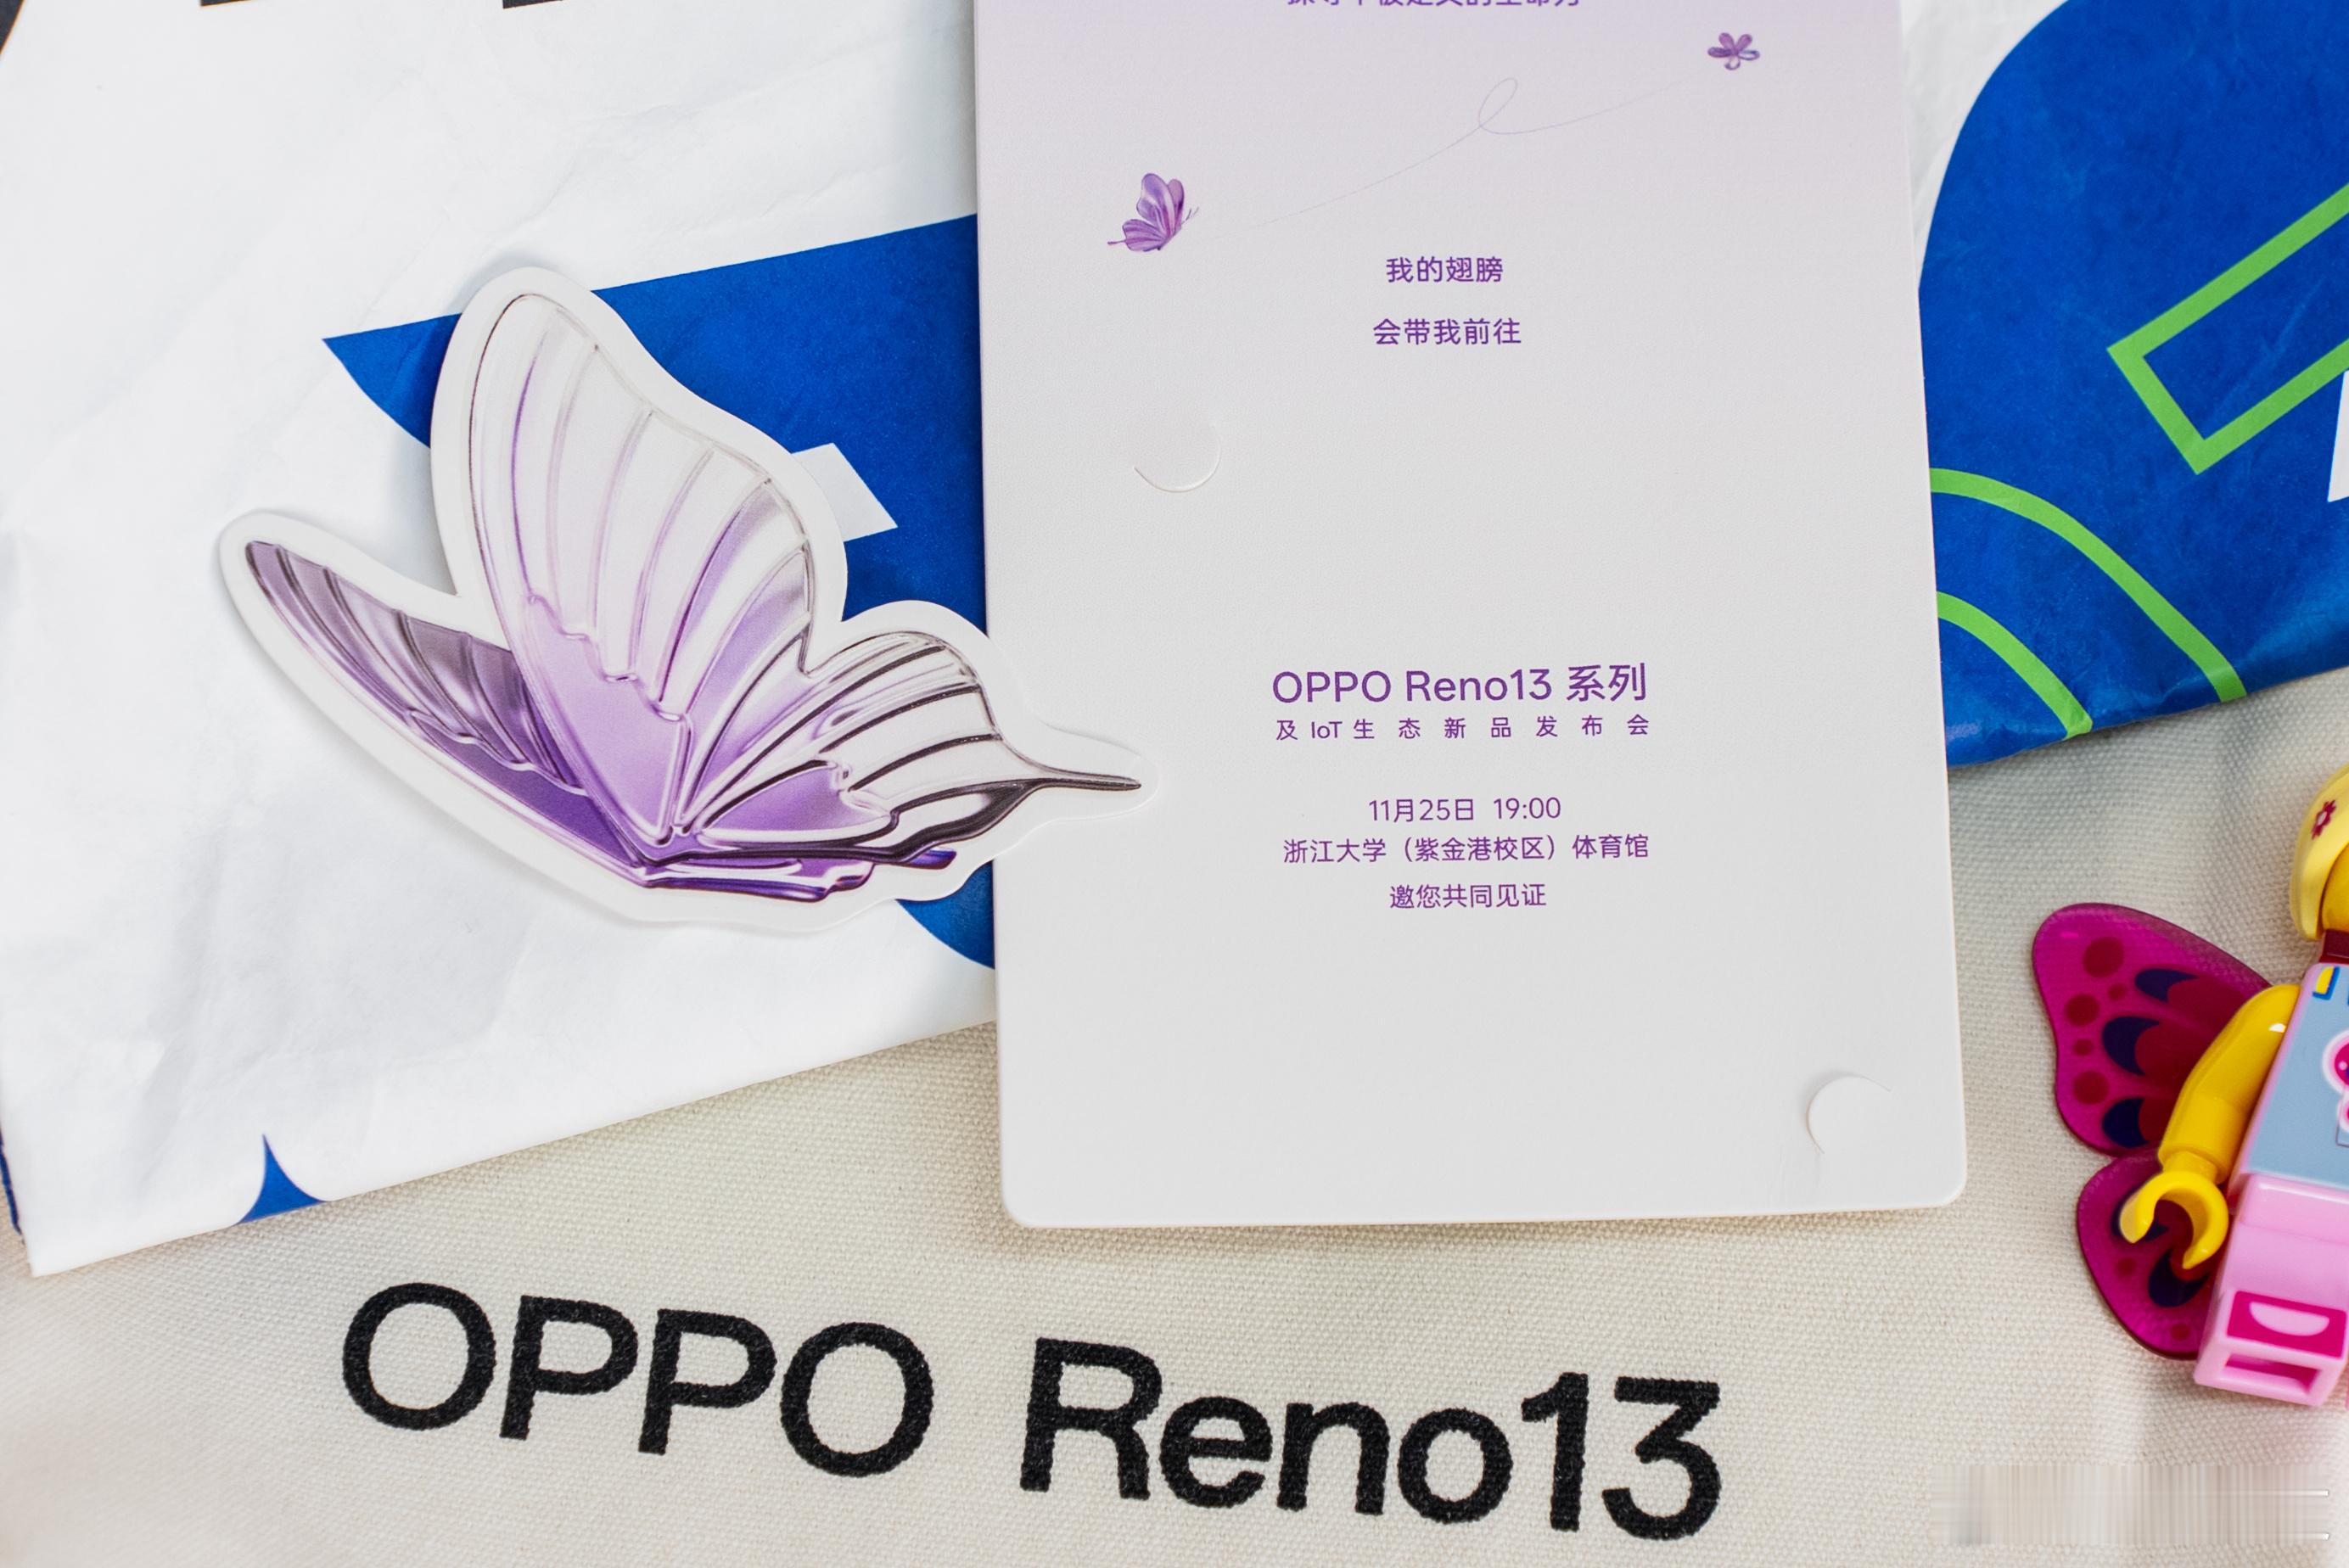 我的翅膀
会带我前往
OPPO Reno13 系列
及 IoT 生态新品发布会
11月25日 19:00
浙江大学（紫金港校区）体育馆
邀您共同见证
OPPO Reno13